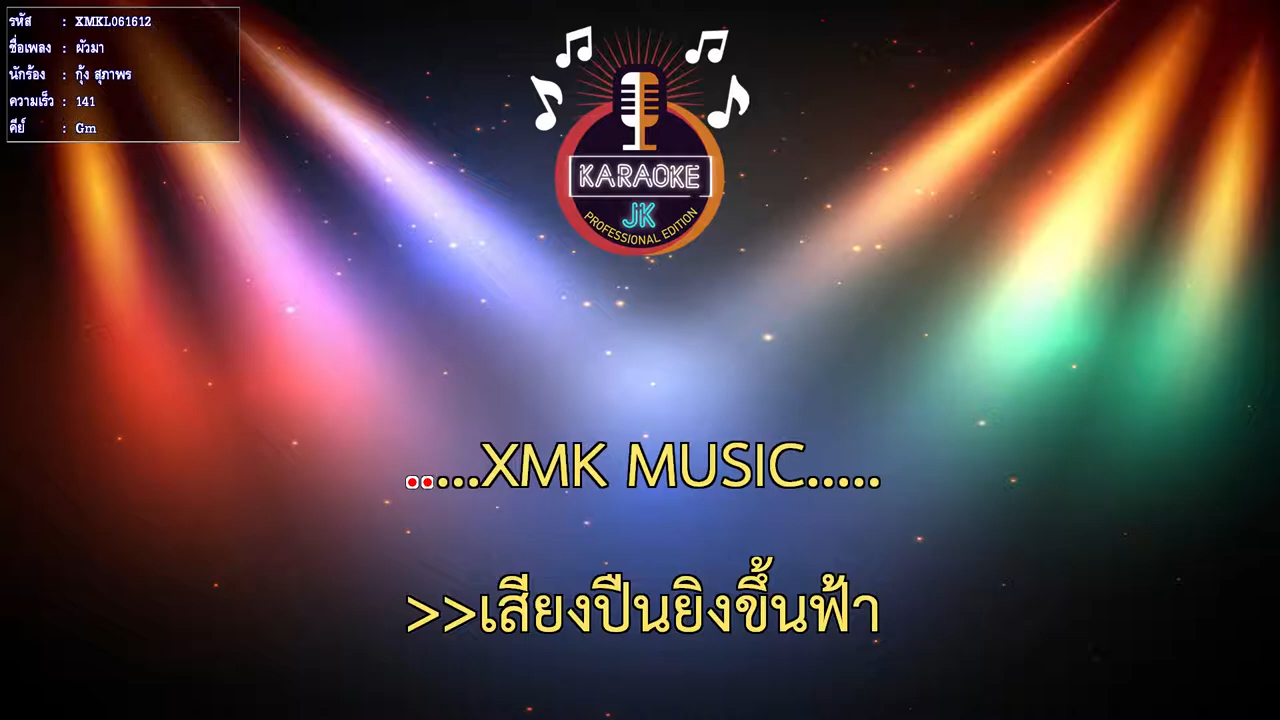 รหัส : XMKL061612
ชื่อเพลง : ผัวมา
นักร้อง : กุ้ง สุภาพร
ความเร็ว : 141
คีย์ : Gm
KARAOKE
JK
PROFESSIONAL EDITION
.....XMK MUSIC.....
>>เสียงปืนยิงขึ้นฟ้า